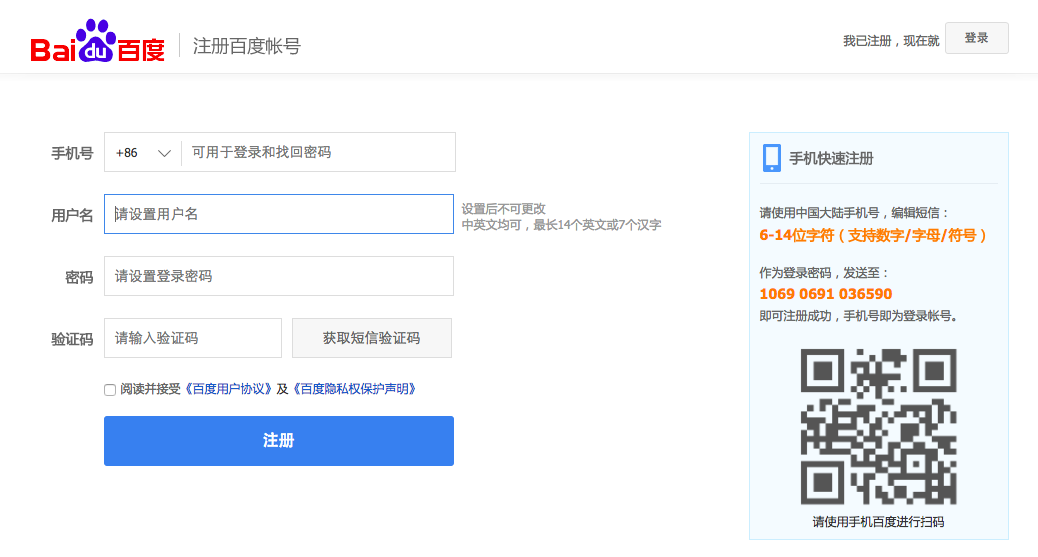 Baidu百度
注册百度帐号
我已注册，现在就
登录
手机号
+86
可用于登录和找回密码
用户名
请设置用户名
设置后不可更改
中英文均可，最长14个英文或7个汉字
密码
请设置登录密码
验证码
请输入验证码
获取短信验证码
阅读并接受《百度用户协议》及《百度隐私权保护声明》
注册
手机快速注册
请使用中国大陆手机号，编辑短信：
6-14位字符（支持数字/字母/符号）
作为登录密码，发送至：
1069 0691 036590
即可注册成功，手机号即为登录帐号。
请使用手机百度进行扫码